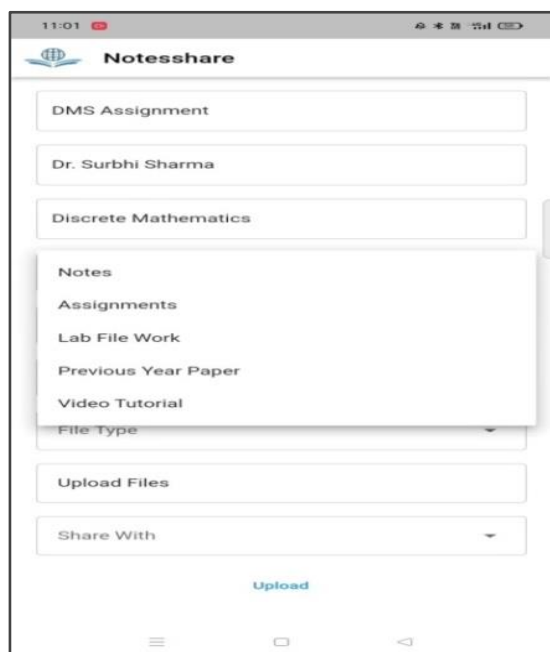 11:01
Notesshare
DMS Assignment
Dr. Surbhi Sharma
Discrete Mathematics
Notes
Assignments
Lab File Work
Previous Year Paper
Video Tutorial
File Type
Upload Files
Share With
Upload